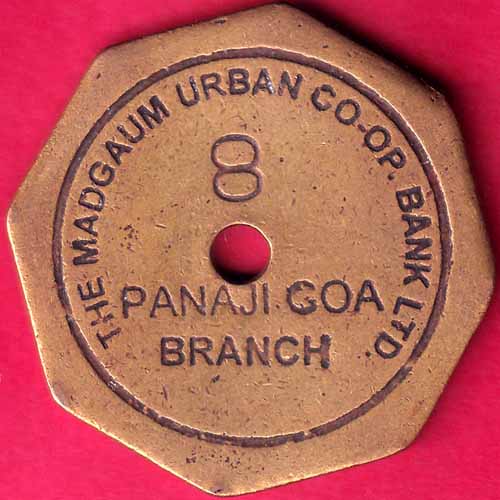 THE MADGAUM URBAN CO-OP. BANK LTD.
8
PANAJI. GOA
BRANCH